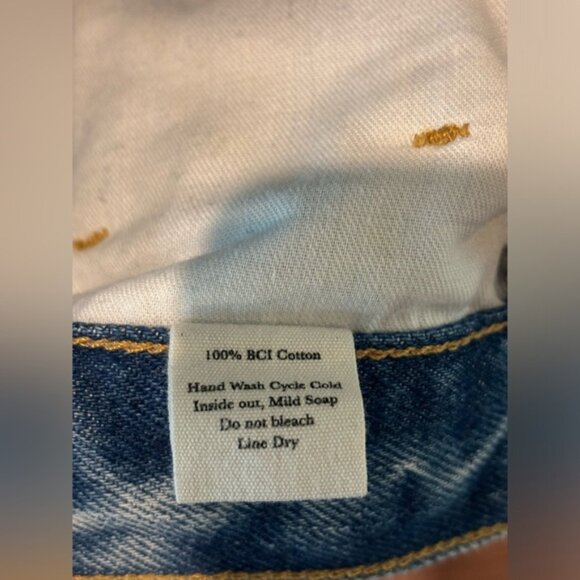 100% BCI Cotton
Hand Wash Cycle Cold
Inside out, Mild Soap
Do not bleach
Line Dry